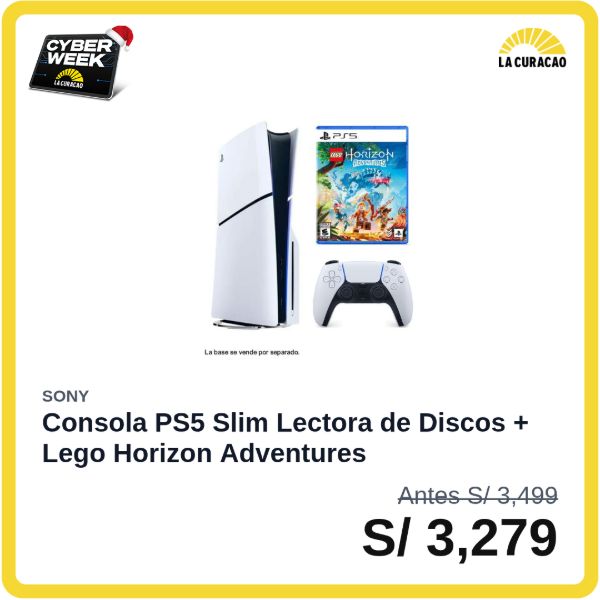 CYBER
WEEK
LA CURACAO
LA CURACAO
PS5
LEGO HORIZON
ADVENTURES
La base se vende por separado.
SONY
Consola PS5 Slim Lectora de Discos +
Lego Horizon Adventures
Antes S/ 3,499
S/ 3,279